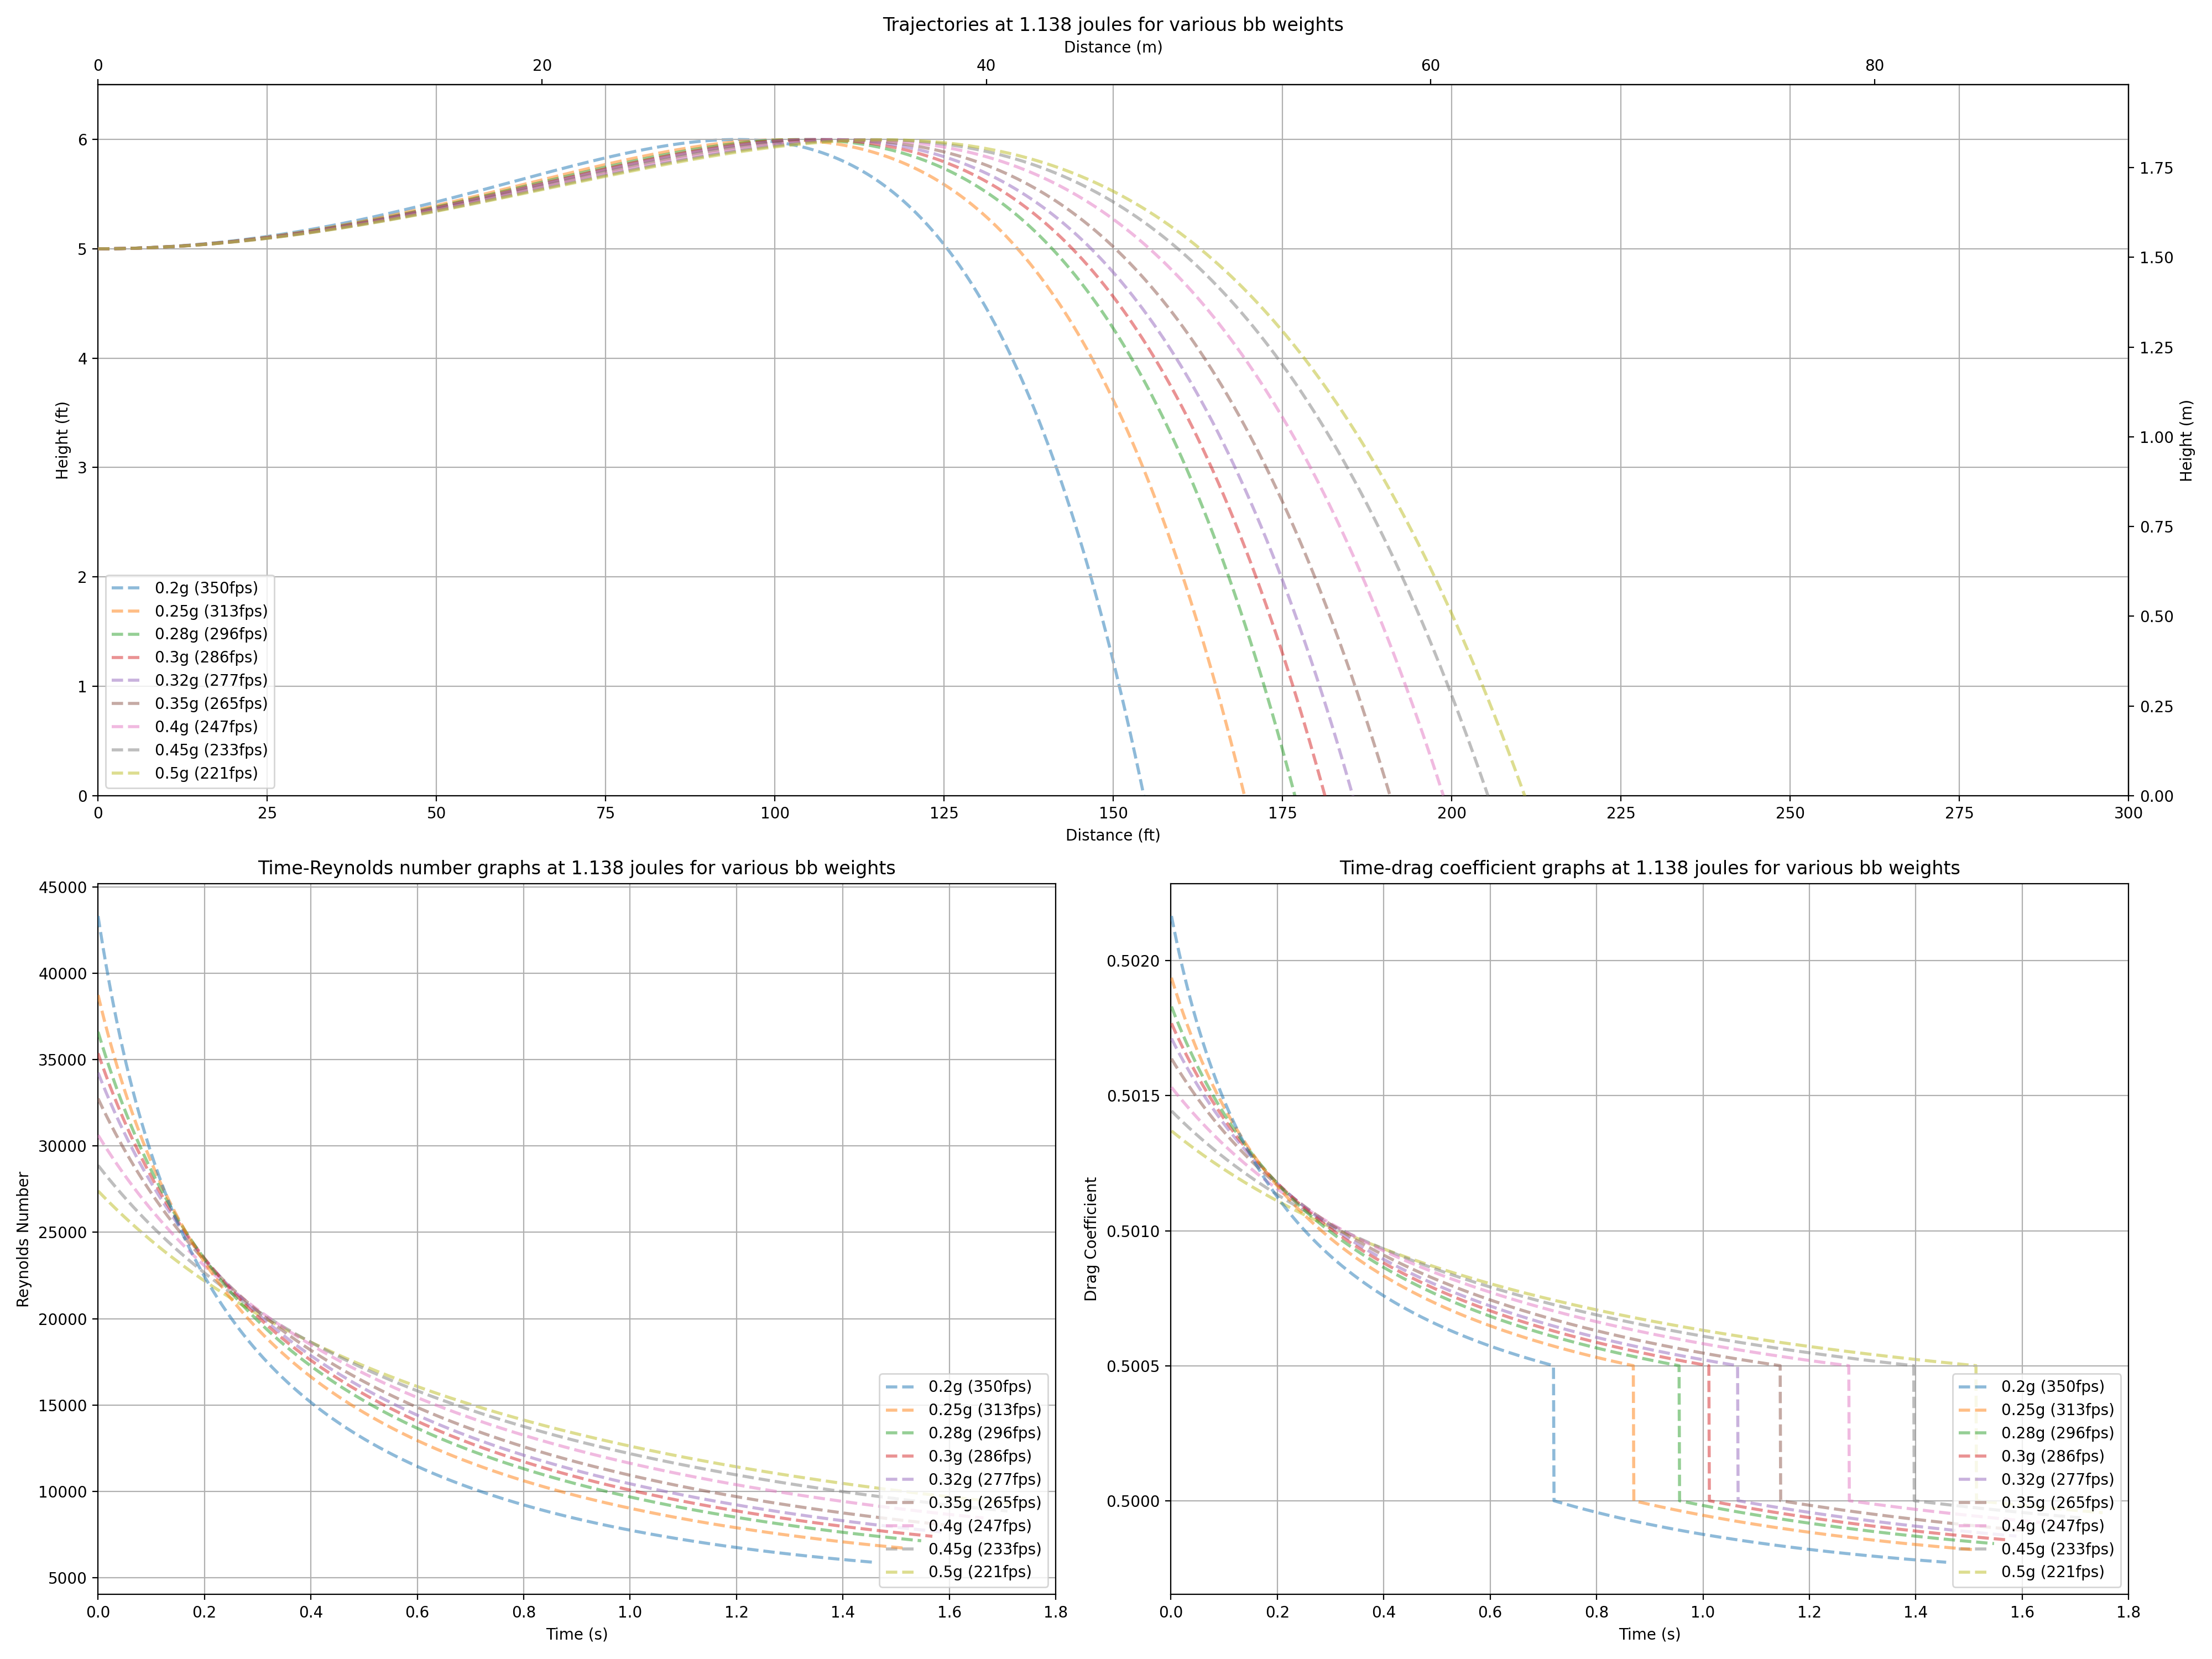 Trajectories at 1.138 joules for various bb weights
Distance (m)
0 20 40 60 80
6
5
4
3
2
1
0
Height (ft)
1.75
1.50
1.25
1.00
0.75
0.50
0.25
0.00
Height (m)
0.2g (350fps)
0.25g (313fps)
0.28g (296fps)
0.3g (286fps)
0.32g (277fps)
0.35g (265fps)
0.4g (247fps)
0.45g (233fps)
0.5g (221fps)
0 25 50 75 100 125 150 175 200 225 250 275 300
Distance (ft)
Time-Reynolds number graphs at 1.138 joules for various bb weights
45000
40000
35000
30000
25000
20000
15000
10000
5000
Reynolds Number
0.2g (350fps)
0.25g (313fps)
0.28g (296fps)
0.3g (286fps)
0.32g (277fps)
0.35g (265fps)
0.4g (247fps)
0.45g (233fps)
0.5g (221fps)
0.0 0.2 0.4 0.6 0.8 1.0 1.2 1.4 1.6 1.8
Time (s)
Time-drag coefficient graphs at 1.138 joules for various bb weights
0.5020
0.5015
0.5010
0.5005
0.5000
Drag Coefficient
0.2g (350fps)
0.25g (313fps)
0.28g (296fps)
0.3g (286fps)
0.32g (277fps)
0.35g (265fps)
0.4g (247fps)
0.45g (233fps)
0.5g (221fps)
0.0 0.2 0.4 0.6 0.8 1.0 1.2 1.4 1.6 1.8
Time (s)